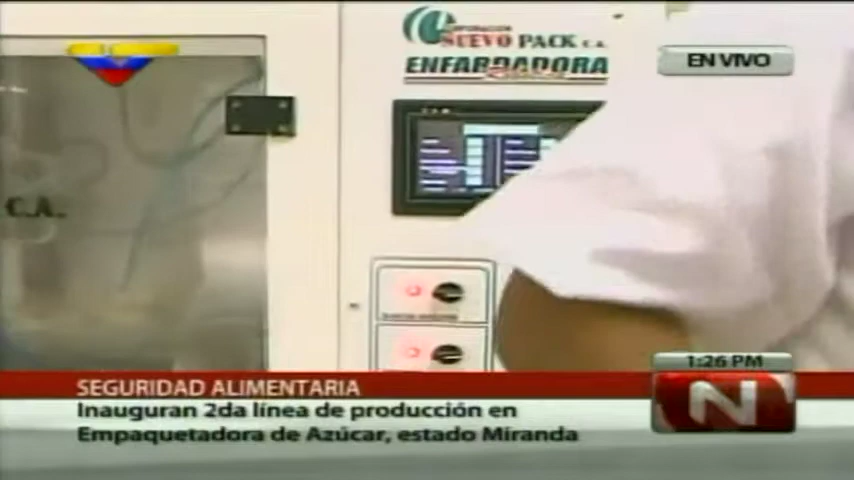 CORPORACION
NUEVO PACK C.A.
ENFARDADORA
EN VIVO
C.A.
1:26 PM
SEGURIDAD ALIMENTARIA
Inauguran 2da línea de producción en
Empaquetadora de Azúcar, estado Miranda
N